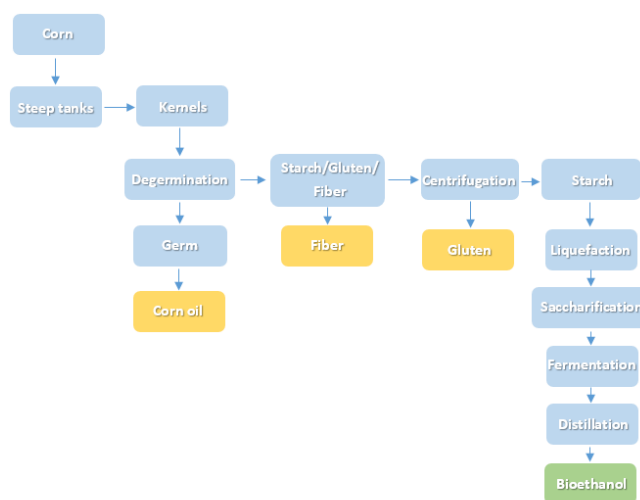 Corn
Steep tanks
Kernels
Degermination
Starch/Gluten/
Fiber
Centrifugation
Starch
Germ
Fiber
Gluten
Liquefaction
Corn oil
Saccharification
Fermentation
Distillation
Bioethanol